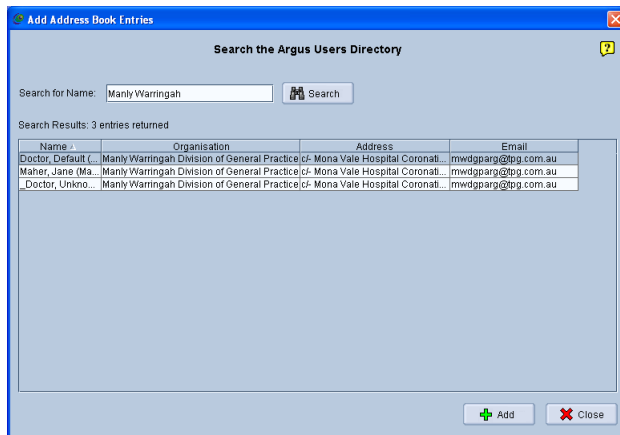 Add Address Book Entries
Search the Argus Users Directory
?
Search for Name: Manly Warringah Search
Search Results: 3 entries returned
Name Organisation Address Email
Doctor, Default (... Manly Warringah Division of General Practice c/- Mona Vale Hospital Coronati... mwdgparg@tpg.com.au
Maher, Jane (Ma... Manly Warringah Division of General Practice c/- Mona Vale Hospital Coronati... mwdgparg@tpg.com.au
_Doctor, Unkno... Manly Warringah Division of General Practice c/- Mona Vale Hospital Coronati... mwdgparg@tpg.com.au
Add Close